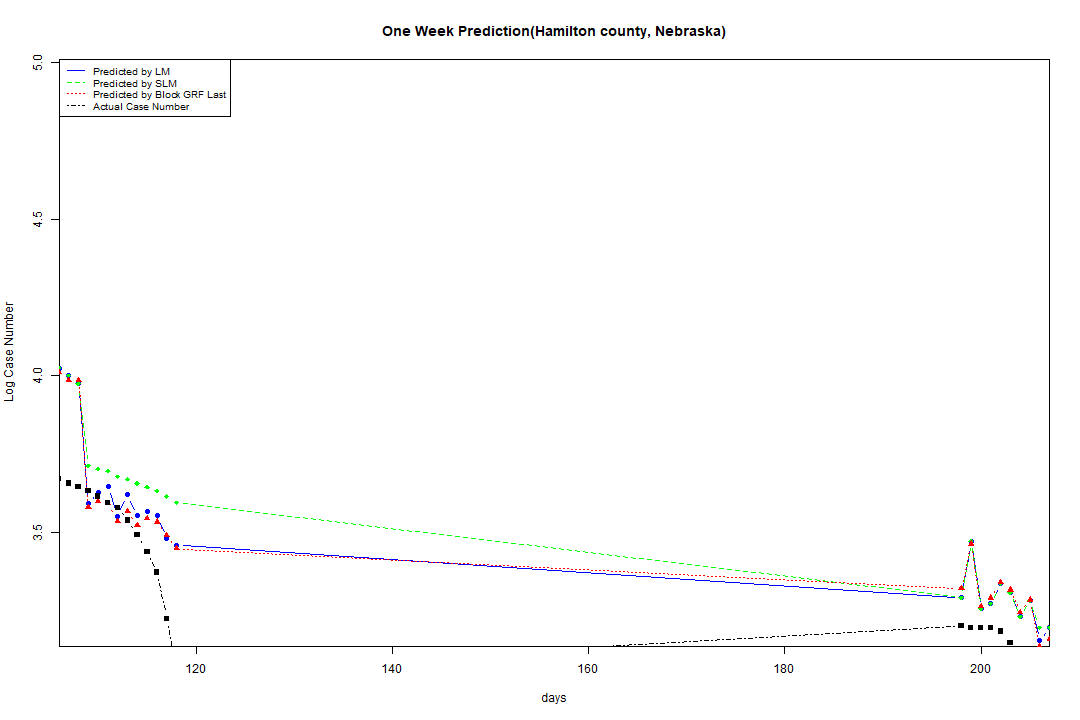 One Week Prediction(Hamilton county, Nebraska)
Predicted by LM
Predicted by SLM
Predicted by Block GRF Last
Actual Case Number
5.0
4.5
4.0
3.5
Log Case Number
120 140 160 180 200
days